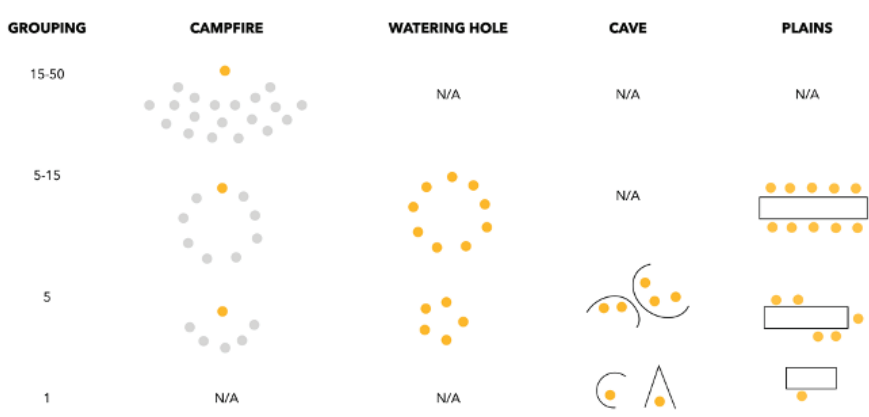 GROUPING CAMPFIRE WATERING HOLE CAVE PLAINS
15-50 N/A N/A N/A
5-15 N/A
5
1 N/A N/A